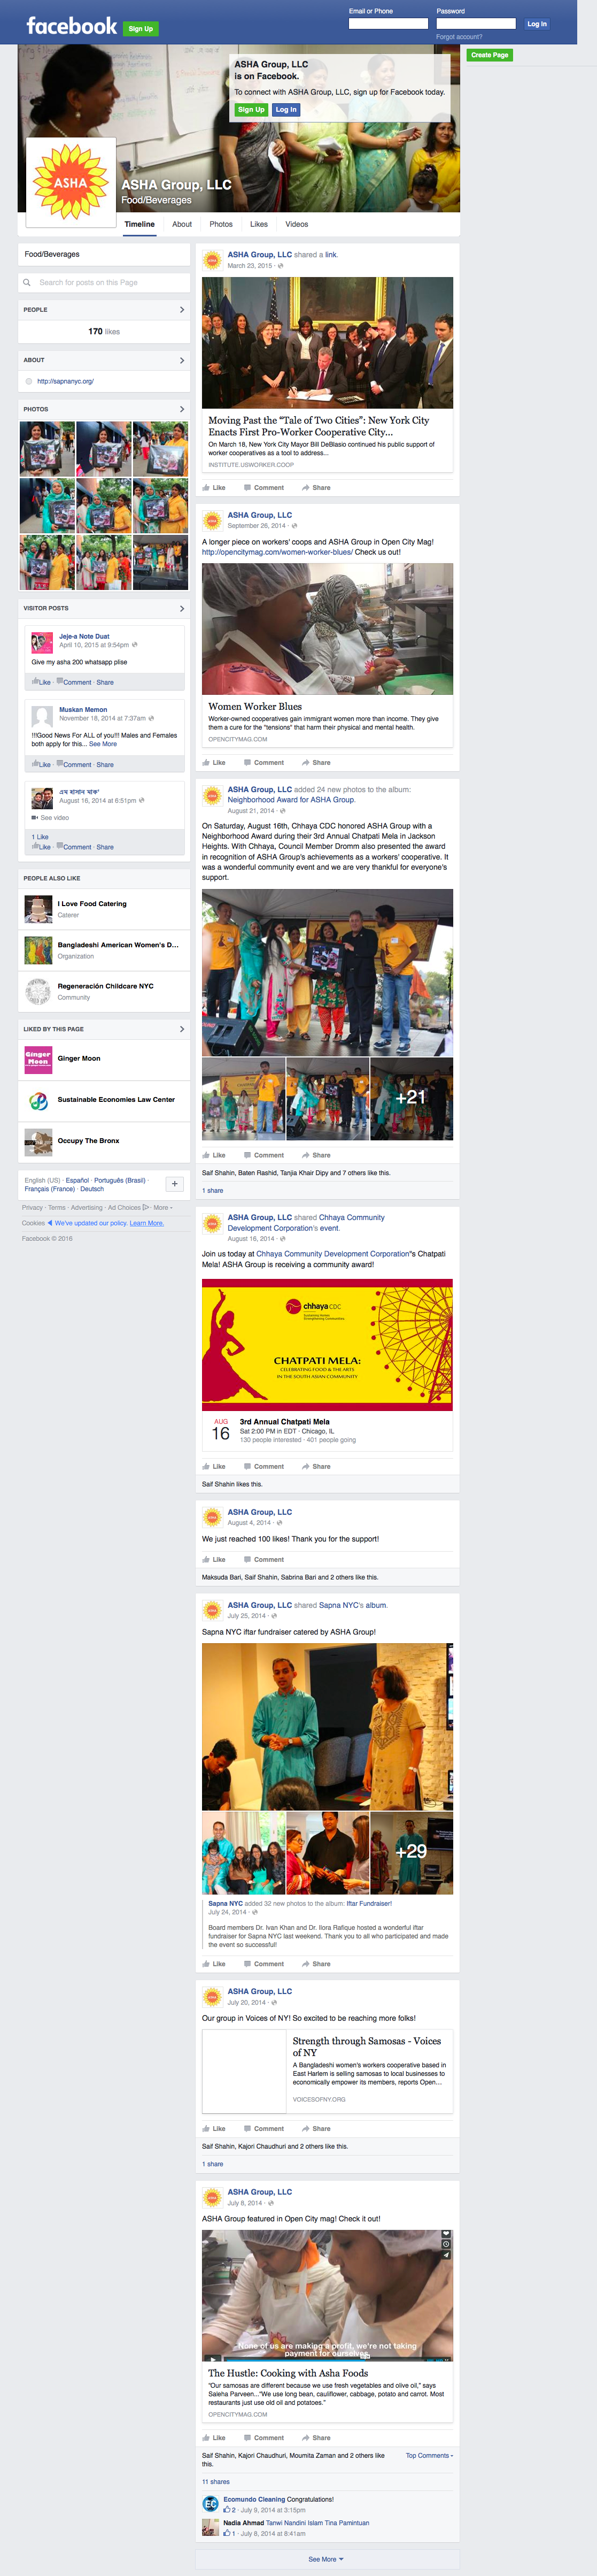 facebook
Sign Up
Email or Phone
Password
Log In
Forgot account?
Create Page
ASHA Group, LLC
is on Facebook.
To connect with ASHA Group, LLC, sign up for Facebook today.
Sign Up
Log In
ASHA
ASHA Group, LLC
Food/Beverages
Timeline
About
Photos
Likes
Videos
Food/Beverages
Search for posts on this Page
PEOPLE
170 likes
ABOUT
http://sapnanyc.org/
PHOTOS
VISITOR POSTS
Jeje-a Note Duat
April 10, 2015 at 9:54pm
Give my asha 200 whatsapp plise
Like · Comment · Share
Muskan Memon
November 18, 2014 at 7:37am
!!!Good News For ALL of you!!! Males and Females
both apply for this... See More
Like · Comment · Share
August 16, 2014 at 6:51pm
See video
1 Like
Like · Comment · Share
PEOPLE ALSO LIKE
I Love Food Catering
Caterer
Bangladeshi American Women's D...
Organization
Regeneración Childcare NYC
Community
LIKED BY THIS PAGE
Ginger Moon
Ginger Moon
Sustainable Economies Law Center
Occupy The Bronx
English (US) · Español · Português (Brasil) ·
Français (France) · Deutsch
+
Privacy · Terms · Advertising · Ad Choices · More
Cookies We've updated our policy. Learn More.
Facebook © 2016
ASHA Group, LLC shared a link.
March 23, 2015 ·
Moving Past the “Tale of Two Cities”: New York City
Enacts First Pro-Worker Cooperative City...
On March 18, New York City Mayor Bill DeBlasio continued his public support of
worker cooperatives as a tool to address...
INSTITUTE.USWORKER.COOP
Like Comment Share
ASHA Group, LLC
September 26, 2014 ·
A longer piece on workers' coops and ASHA Group in Open City Mag!
http://opencitymag.com/women-worker-blues/ Check us out!
Women Worker Blues
Worker-owned cooperatives gain immigrant women more than income. They give
them a cure for the "tensions" that harm their physical and mental health.
OPENCITYMAG.COM
Like Comment Share
ASHA Group, LLC added 24 new photos to the album:
Neighborhood Award for ASHA Group.
August 21, 2014 ·
On Saturday, August 16th, Chhaya CDC honored ASHA Group with a
Neighborhood Award during their 3rd Annual Chatpati Mela in Jackson
Heights. With Chhaya, Council Member Dromm also presented the award
in recognition of ASHA Group's achievements as a workers' cooperative. It
was a wonderful community event and we are very thankful for everyone's
support.
+21
Like Comment Share
Saif Shahin, Baten Rashid, Tanjia Khair Dipy and 7 others like this.
1 share
ASHA Group, LLC shared Chhaya Community
Development Corporation's event.
August 16, 2014 ·
Join us today at Chhaya Community Development Corporation"s Chatpati
Mela! ASHA Group is receiving a community award!
chhaya CDC
CHATPATI MELA:
CELEBRATING FOOD & THE ARTS
IN THE SOUTH ASIAN COMMUNITY
AUG
16
3rd Annual Chatpati Mela
Sat 2:00 PM in EDT · Chicago, IL
130 people interested · 401 people going
Like Comment Share
Saif Shahin likes this.
ASHA Group, LLC
August 4, 2014 ·
We just reached 100 likes! Thank you for the support!
Like Comment
Maksuda Bari, Saif Shahin, Sabrina Bari and 2 others like this.
ASHA Group, LLC shared Sapna NYC's album.
July 25, 2014 ·
Sapna NYC iftar fundraiser catered by ASHA Group!
+29
Sapna NYC added 32 new photos to the album: Iftar Fundraiser!
July 24, 2014 ·
Board members Dr. Ivan Khan and Dr. Ilora Rafique hosted a wonderful iftar
fundraiser for Sapna NYC last weekend. Thank you to all who participated and made
the event so successful!
Like Comment Share
ASHA Group, LLC
July 20, 2014 ·
Our group in Voices of NY! So excited to be reaching more folks!
Strength through Samosas - Voices
of NY
A Bangladeshi women's workers cooperative based in
East Harlem is selling samosas to local businesses to
economically empower its members, reports Open...
VOICESOFNY.ORG
Like Comment Share
Saif Shahin, Kajori Chaudhuri and 2 others like this.
1 share
ASHA Group, LLC
July 8, 2014 ·
ASHA Group featured in Open City mag! Check it out!
None of us are making a profit, we're not taking
payment for ourselves.
The Hustle: Cooking with Asha Foods
“Our samosas are different because we use fresh vegetables and olive oil,” says
Saleha Parveen...“We use long bean, cauliflower, cabbage, potato and carrot. Most
restaurants just use old oil and potatoes.”
OPENCITYMAG.COM
Like Comment Share
Saif Shahin, Kajori Chaudhuri, Moumita Zaman and 2 others like
this.
Top Comments
11 shares
EC
Ecomundo Cleaning Congratulations!
2 · July 9, 2014 at 3:15pm
Nadia Ahmad Tanwi Nandini Islam Tina Pamintuan
1 · July 8, 2014 at 8:41am
See More